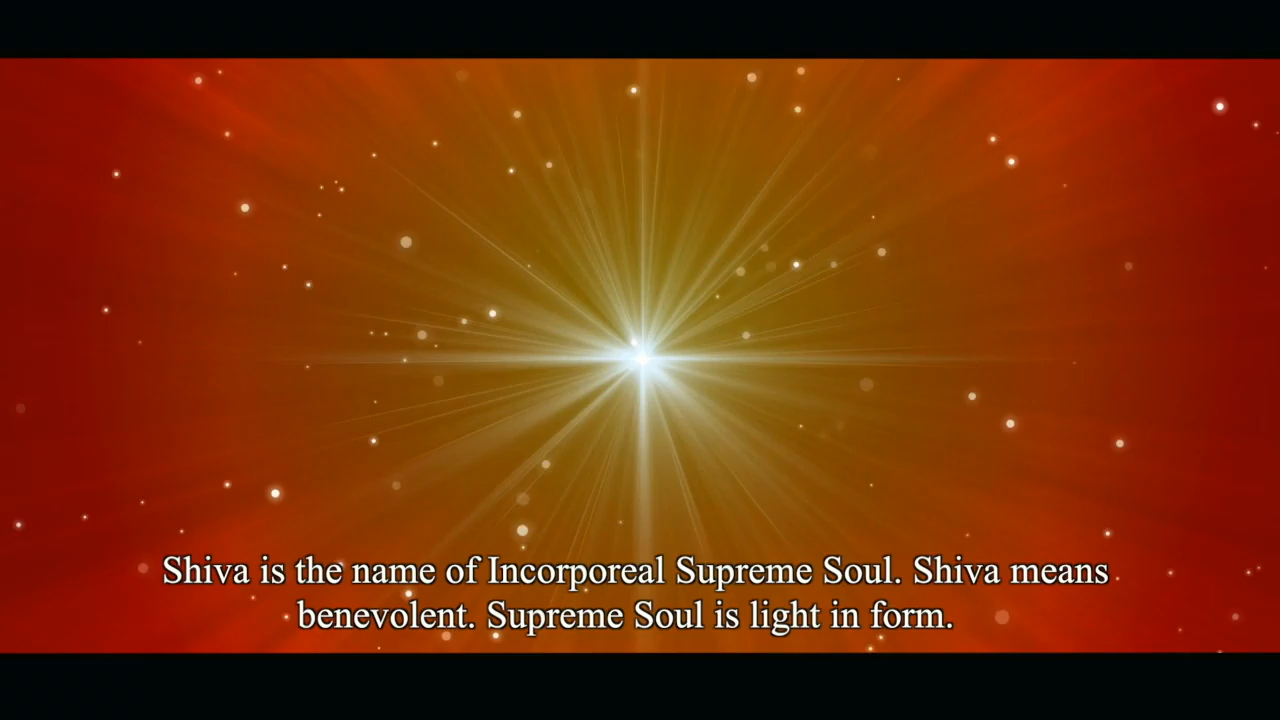 Shiva is the name of Incorporeal Supreme Soul. Shiva means
benevolent. Supreme Soul is light in form.